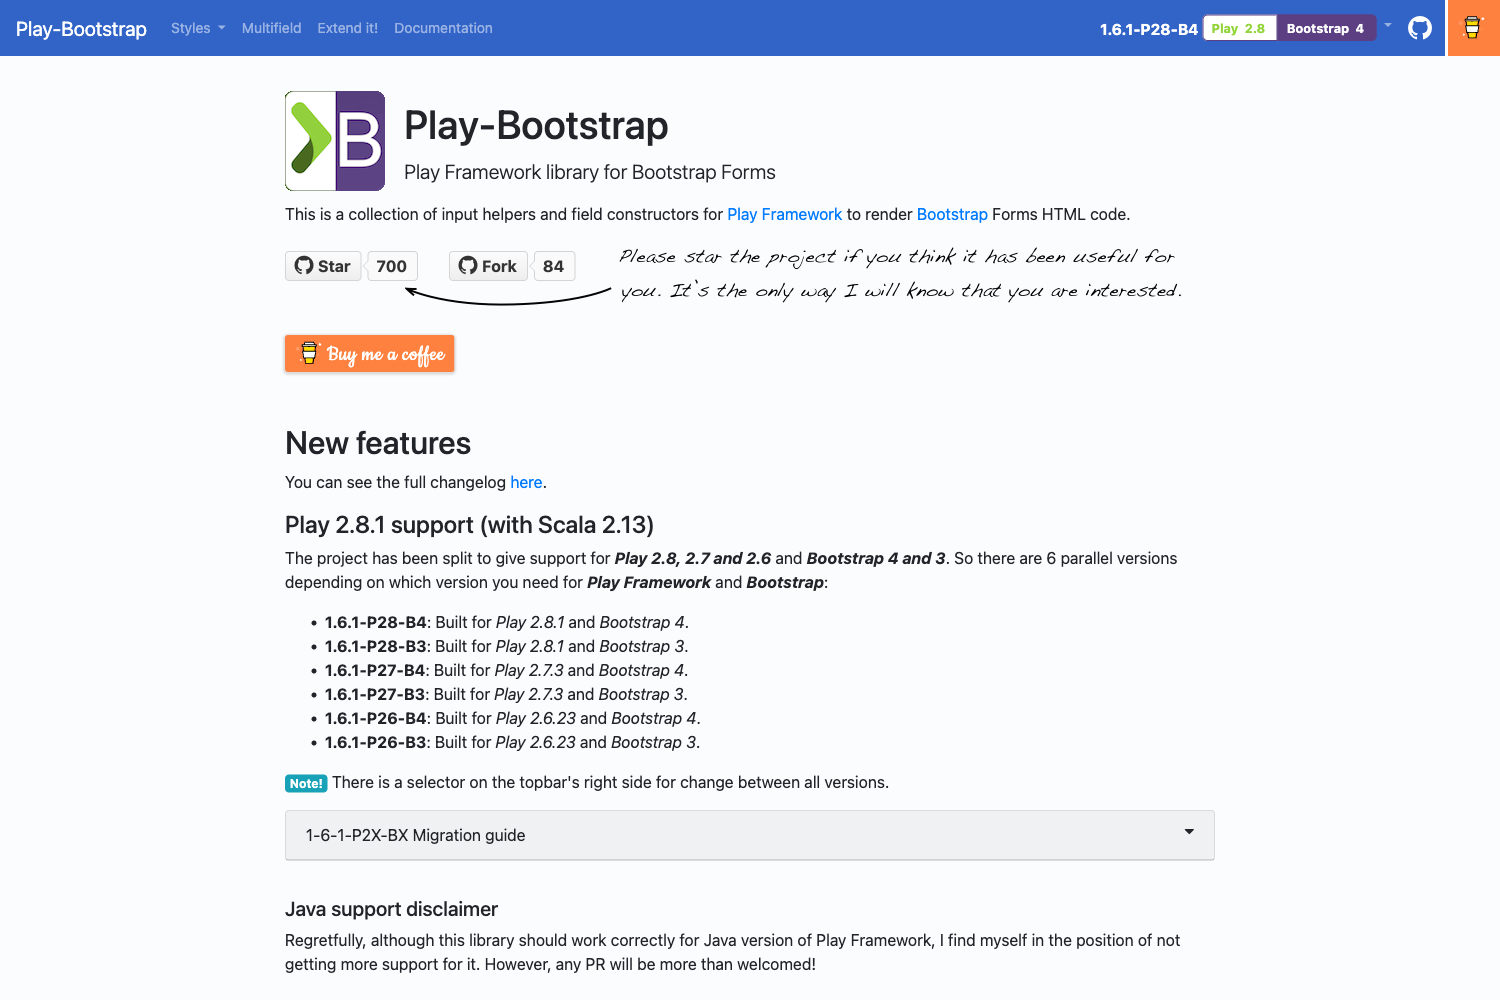 Play-Bootstrap Styles Multifield Extend it! Documentation 1.6.1-P28-B4 Play 2.8 Bootstrap 4
B
Play-Bootstrap
Play Framework library for Bootstrap Forms
This is a collection of input helpers and field constructors for Play Framework to render Bootstrap Forms HTML code.
Star 700 Fork 84
Please star the project if you think it has been useful for
you. It's the only way I will know that you are interested.
Buy me a coffee
New features
You can see the full changelog here.
Play 2.8.1 support (with Scala 2.13)
The project has been split to give support for Play 2.8, 2.7 and 2.6 and Bootstrap 4 and 3. So there are 6 parallel versions
depending on which version you need for Play Framework and Bootstrap:
• 1.6.1-P28-B4: Built for Play 2.8.1 and Bootstrap 4.
• 1.6.1-P28-B3: Built for Play 2.8.1 and Bootstrap 3.
• 1.6.1-P27-B4: Built for Play 2.7.3 and Bootstrap 4.
• 1.6.1-P27-B3: Built for Play 2.7.3 and Bootstrap 3.
• 1.6.1-P26-B4: Built for Play 2.6.23 and Bootstrap 4.
• 1.6.1-P26-B3: Built for Play 2.6.23 and Bootstrap 3.
Note! There is a selector on the topbar's right side for change between all versions.
1-6-1-P2X-BX Migration guide
Java support disclaimer
Regretfully, although this library should work correctly for Java version of Play Framework, I find myself in the position of not
getting more support for it. However, any PR will be more than welcomed!